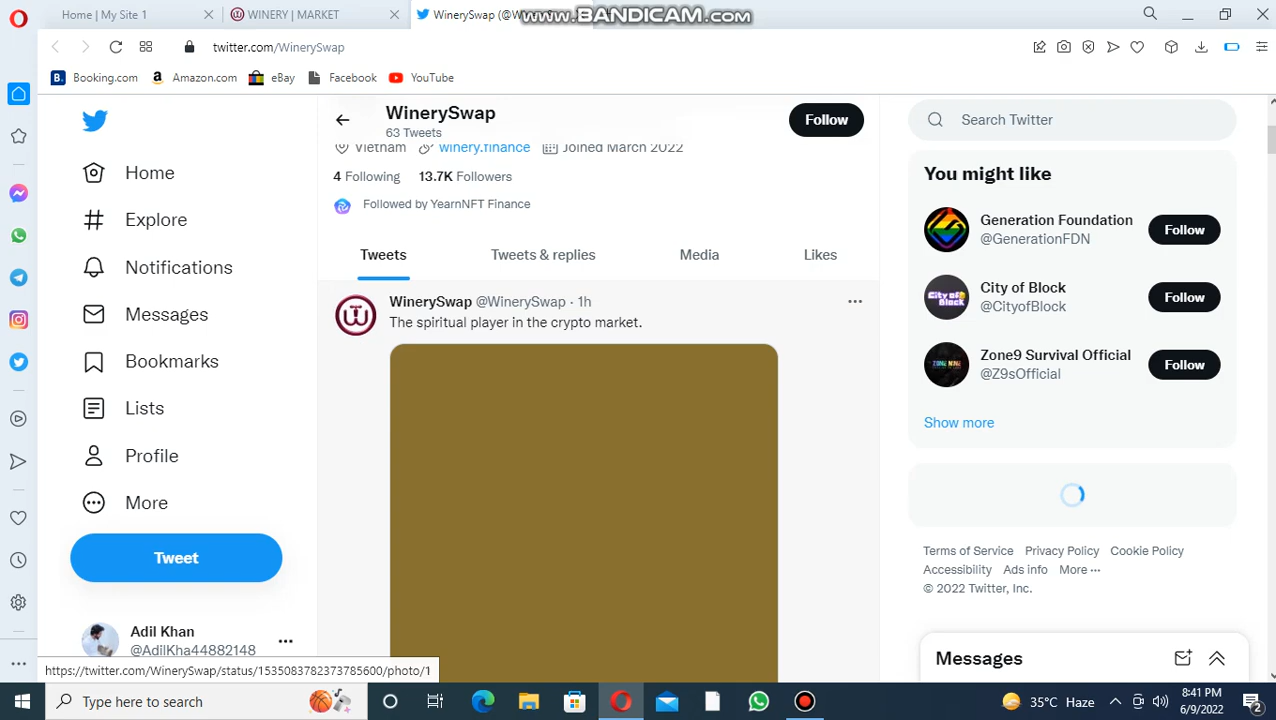 Home | My Site 1
WINERY | MARKET
WinerySwap (@W
www.BANDICAM.com
twitter.com/WinerySwap
B.
Booking.com
Amazon.com
eBay
Facebook
YouTube
WinerySwap
63 Tweets
Follow
Search Twitter
Vietnam
winery.finance
Joined March 2022
4 Following
13.7K Followers
Followed by YearnNFT Finance
Tweets
Tweets & replies
Media
Likes
WinerySwap @WinerySwap · 1h
The spiritual player in the crypto market.
Home
Explore
Notifications
Messages
Bookmarks
Lists
Profile
More
Tweet
Adil Khan
@AdilKha44882148
You might like
Generation Foundation
@GenerationFDN
Follow
City of Block
@CityofBlock
Follow
Zone9 Survival Official
@Z9sOfficial
Follow
Show more
Terms of Service
Privacy Policy
Cookie Policy
Accessibility
Ads info
More ···
© 2022 Twitter, Inc.
Messages
https://twitter.com/WinerySwap/status/1535083782373785600/photo/1
Type here to search
35°C Haze
8:41 PM
6/9/2022
2